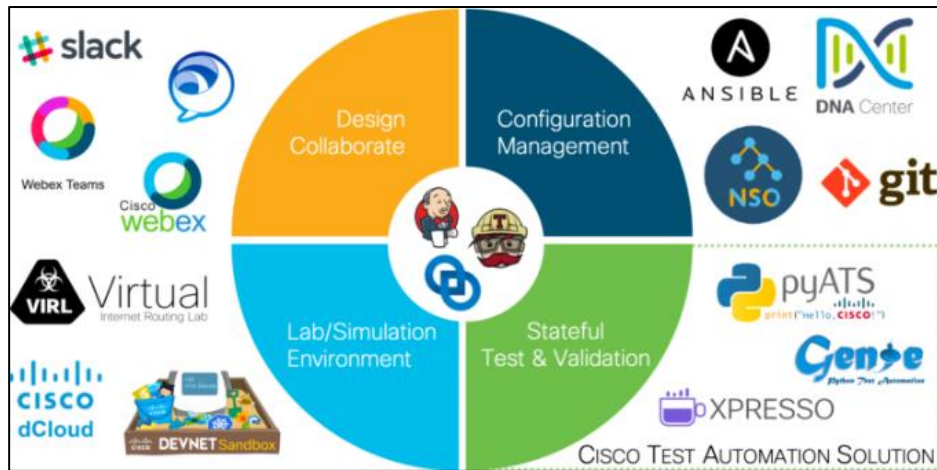 slack
Webex Teams
Cisco
webex
Design
Collaborate
Configuration
Management
ANSIBLE
DNA Center
NSO
git
VIRL
Virtual
Internet Routing Lab
CISCO
dCloud
CISCO
DEVNET Sandbox
Lab/Simulation
Environment
T
Stateful
Test & Validation
pyATS
print("Hello, CISCO!")
Genie
Python Test Automation
XPRESSO
CISCO TEST AUTOMATION SOLUTION